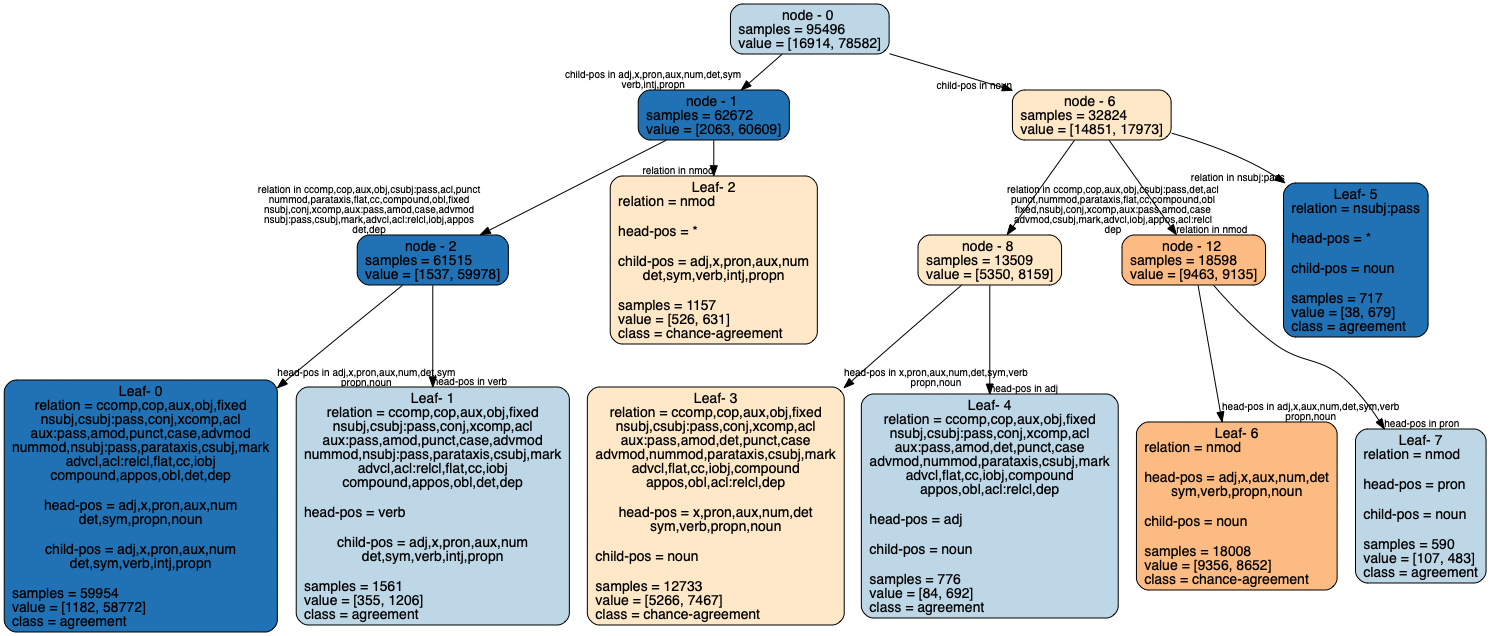 node - 0
samples = 95496
value = [16914, 78582]
child-pos in adj,x,pron,aux,num,det,sym
verb,intj,propn
child-pos in noun
node - 1
samples = 62672
value = [2063, 60609]
node - 6
samples = 32824
value = [14851, 17973]
relation in ccomp,cop,aux,obj,csubj:pass,acl,punct
nummod,parataxis,flat,cc,compound,obl,fixed
nsubj,conj,xcomp,aux:pass,amod,case,advmod
nsubj:pass,csubj,mark,advcl,acl:relcl,iobj,appos
det,dep
relation in nmod
relation in ccomp,cop,aux,obj,csubj:pass,det,acl
punct,nummod,parataxis,flat,cc,compound,obl
fixed,nsubj,conj,xcomp,aux:pass,amod,case
advmod,csubj,mark,advcl,iobj,appos,acl:relcl
dep
relation in nmod
relation in nsubj:pass
node - 2
samples = 61515
value = [1537, 59978]
Leaf- 2
relation = nmod
head-pos = *
child-pos = adj,x,pron,aux,num
det,sym,verb,intj,propn
samples = 1157
value = [526, 631]
class = chance-agreement
node - 8
samples = 13509
value = [5350, 8159]
node - 12
samples = 18598
value = [9463, 9135]
Leaf- 5
relation = nsubj:pass
head-pos = *
child-pos = noun
samples = 717
value = [38, 679]
class = agreement
head-pos in adj,x,pron,aux,num,det,sym
propn,noun
head-pos in verb
head-pos in x,pron,aux,num,det,sym,verb
propn,noun
head-pos in adj
head-pos in adj,x,aux,num,det,sym,verb
propn,noun
head-pos in pron
Leaf- 0
relation = ccomp,cop,aux,obj,fixed
nsubj,csubj:pass,conj,xcomp,acl
aux:pass,amod,punct,case,advmod
nummod,nsubj:pass,parataxis,csubj,mark
advcl,acl:relcl,flat,cc,iobj
compound,appos,obl,det,dep
head-pos = adj,x,pron,aux,num
det,sym,propn,noun
child-pos = adj,x,pron,aux,num
det,sym,verb,intj,propn
samples = 59954
value = [1182, 58772]
class = agreement
Leaf- 1
relation = ccomp,cop,aux,obj,fixed
nsubj,csubj:pass,conj,xcomp,acl
aux:pass,amod,punct,case,advmod
nummod,nsubj:pass,parataxis,csubj,mark
advcl,acl:relcl,flat,cc,iobj
compound,appos,obl,det,dep
head-pos = verb
child-pos = adj,x,pron,aux,num
det,sym,verb,intj,propn
samples = 1561
value = [355, 1206]
class = agreement
Leaf- 3
relation = ccomp,cop,aux,obj,fixed
nsubj,csubj:pass,conj,xcomp,acl
aux:pass,amod,det,punct,case
advmod,nummod,parataxis,csubj,mark
advcl,flat,cc,iobj,compound
appos,obl,acl:relcl,dep
head-pos = x,pron,aux,num,det
sym,verb,propn,noun
child-pos = noun
samples = 12733
value = [5266, 7467]
class = chance-agreement
Leaf- 4
relation = ccomp,cop,aux,obj,fixed
nsubj,csubj:pass,conj,xcomp,acl
aux:pass,amod,det,punct,case
advmod,nummod,parataxis,csubj,mark
advcl,flat,cc,iobj,compound
appos,obl,acl:relcl,dep
head-pos = adj
child-pos = noun
samples = 776
value = [84, 692]
class = agreement
Leaf- 6
relation = nmod
head-pos = adj,x,aux,num,det
sym,verb,propn,noun
child-pos = noun
samples = 18008
value = [9356, 8652]
class = chance-agreement
Leaf- 7
relation = nmod
head-pos = pron
child-pos = noun
samples = 590
value = [107, 483]
class = agreement